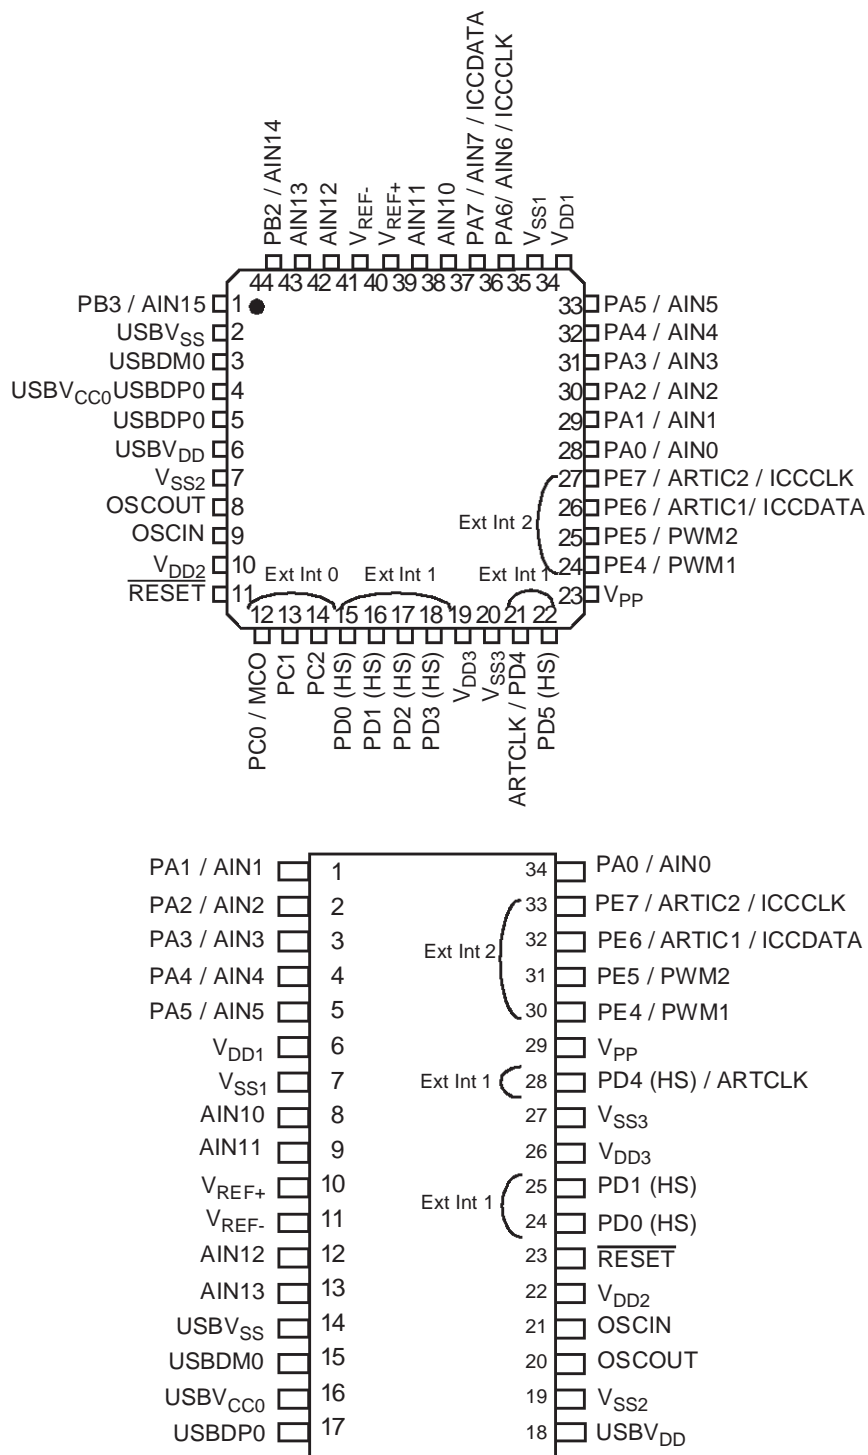 PB2 / AIN14
AIN13
AIN12
VREF-
VREF+
AIN11
AIN10
PA7 / AIN7 / ICCDATA
PA6/ AIN6 / ICCCLK
VSS1
VDD1
44 43 42 41 40 39 38 37 36 35 34
PB3 / AIN15 1
USBVSS 2
USBDM0 3
USBVCC0USBDP0 4
USBDP0 5
USBVDD 6
VSS2 7
OSCOUT 8
OSCIN 9
VDD2 10
RESET 11
33 PA5 / AIN5
32 PA4 / AIN4
31 PA3 / AIN3
30 PA2 / AIN2
29 PA1 / AIN1
28 PA0 / AIN0
27 PE7 / ARTIC2 / ICCCLK
26 PE6 / ARTIC1/ ICCDATA
25 PE5 / PWM2
24 PE4 / PWM1
23 VPP
Ext Int 2
Ext Int 0
Ext Int 1
Ext Int 1
12 13 14 15 16 17 18 19 20 21 22
PC0 / MCO
PC1
PC2
PD0 (HS)
PD1 (HS)
PD2 (HS)
PD3 (HS)
VDD3
VSS3
ARTCLK / PD4
PD5 (HS)
PA1 / AIN1 1
PA2 / AIN2 2
PA3 / AIN3 3
PA4 / AIN4 4
PA5 / AIN5 5
VDD1 6
VSS1 7
AIN10 8
AIN11 9
VREF+ 10
VREF- 11
AIN12 12
AIN13 13
USBVSS 14
USBDM0 15
USBVCC0 16
USBDP0 17
34 PA0 / AIN0
33 PE7 / ARTIC2 / ICCCLK
32 PE6 / ARTIC1 / ICCDATA
Ext Int 2
31 PE5 / PWM2
30 PE4 / PWM1
29 VPP
Ext Int 1
28 PD4 (HS) / ARTCLK
27 VSS3
26 VDD3
25 PD1 (HS)
Ext Int 1
24 PD0 (HS)
23 RESET
22 VDD2
21 OSCIN
20 OSCOUT
19 VSS2
18 USBVDD